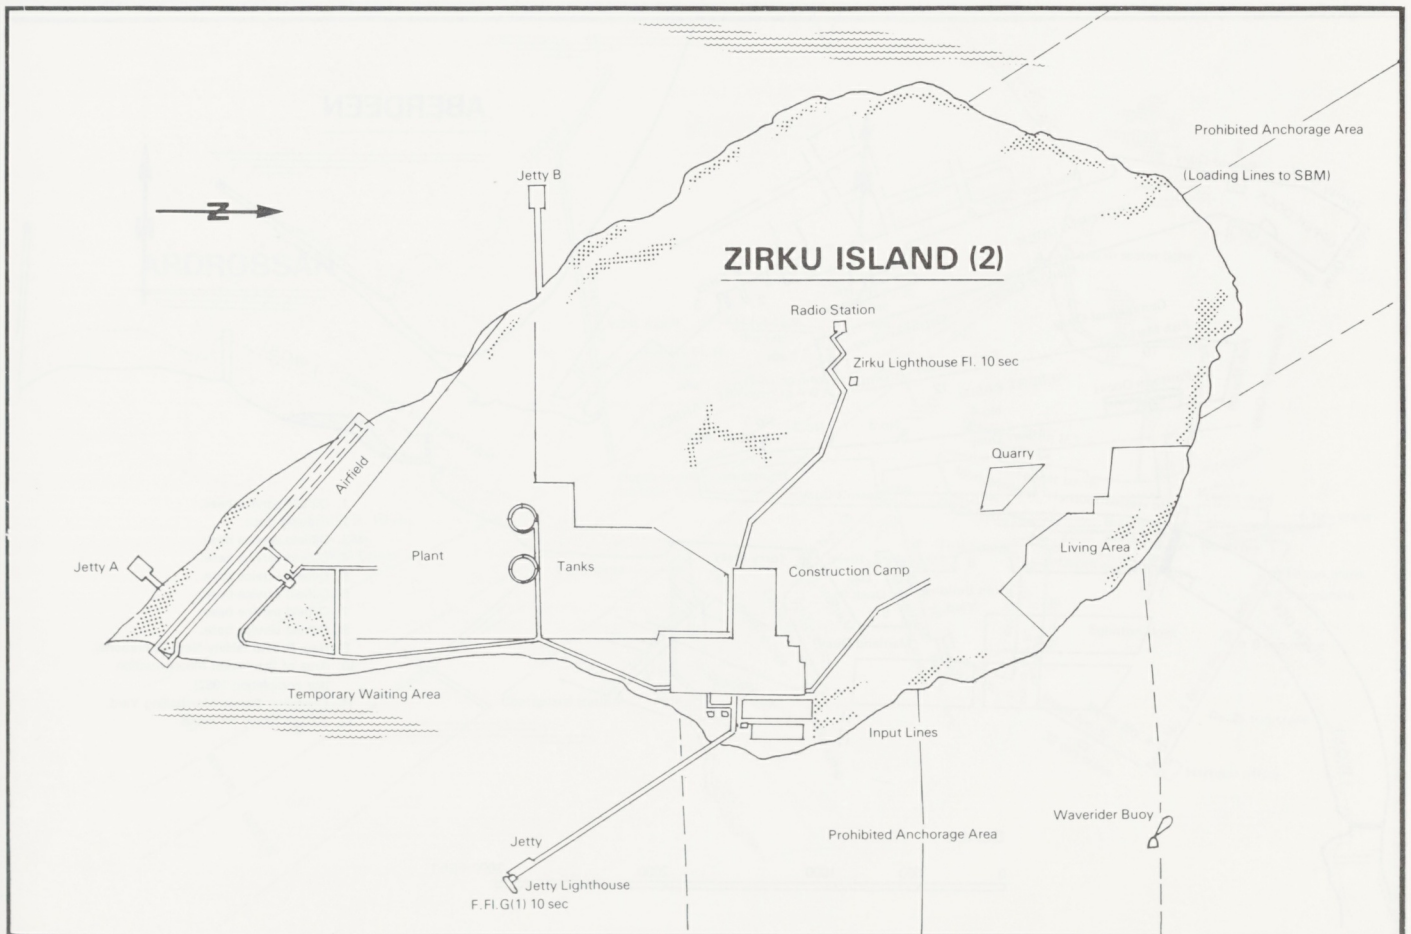 Prohibited Anchorage Area
(Loading Lines to SBM)
Jetty B
N
ZIRKU ISLAND (2)
Radio Station
Zirku Lighthouse Fl. 10 sec
Airfield
Quarry
Jetty A
Plant
Tanks
Construction Camp
Living Area
Temporary Waiting Area
Input Lines
Waverider Buoy
Prohibited Anchorage Area
Jetty
Jetty Lighthouse
F.Fl.G(1) 10 sec